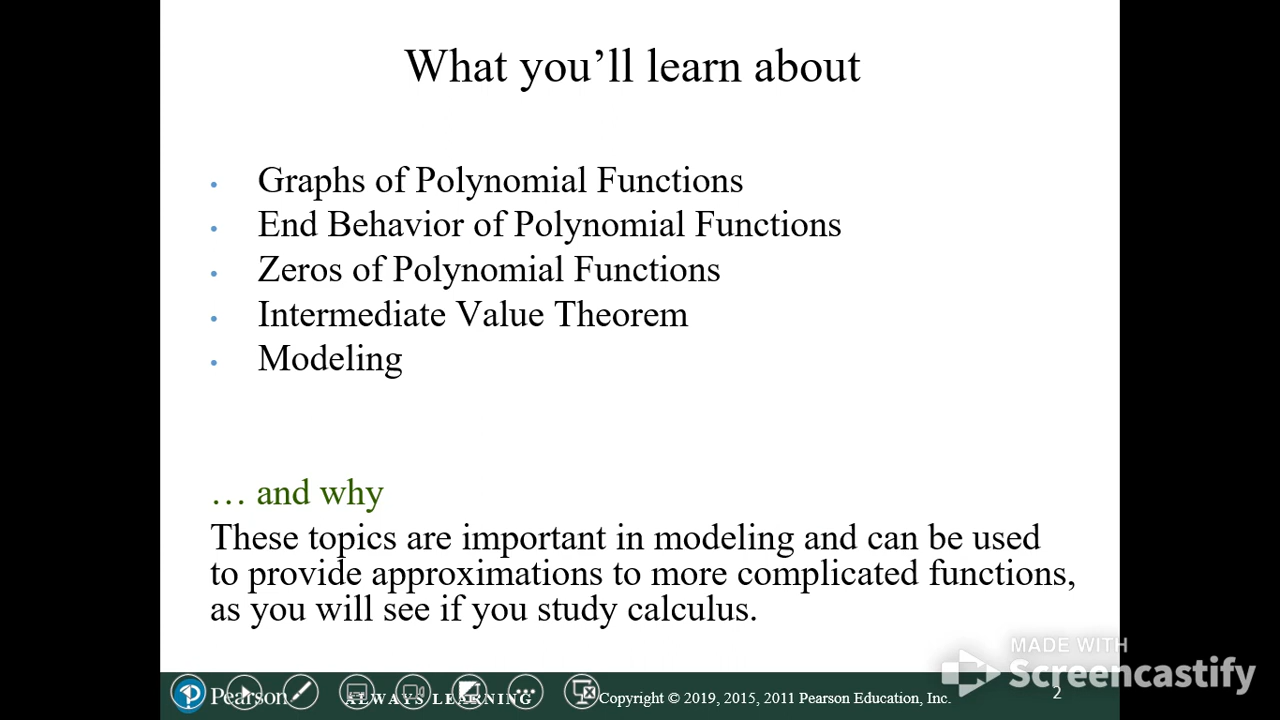 What you’ll learn about
• Graphs of Polynomial Functions
• End Behavior of Polynomial Functions
• Zeros of Polynomial Functions
• Intermediate Value Theorem
• Modeling
… and why
These topics are important in modeling and can be used
to provide approximations to more complicated functions,
as you will see if you study calculus.
MADE WITH
Screencastify
Pearson ALWAYS LEARNING Copyright © 2019, 2015, 2011 Pearson Education, Inc. 2